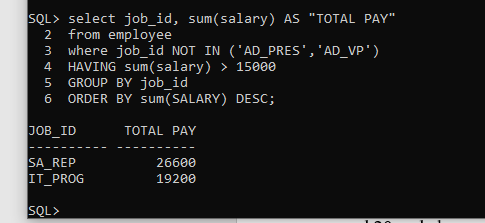 SQL> select job_id, sum(salary) AS "TOTAL PAY"
  2  from employee
  3  where job_id NOT IN ('AD_PRES','AD_VP')
  4  HAVING sum(salary) > 15000
  5  GROUP BY job_id
  6  ORDER BY sum(SALARY) DESC;

JOB_ID      TOTAL PAY
---------- ----------
SA_REP          26600
IT_PROG         19200

SQL>